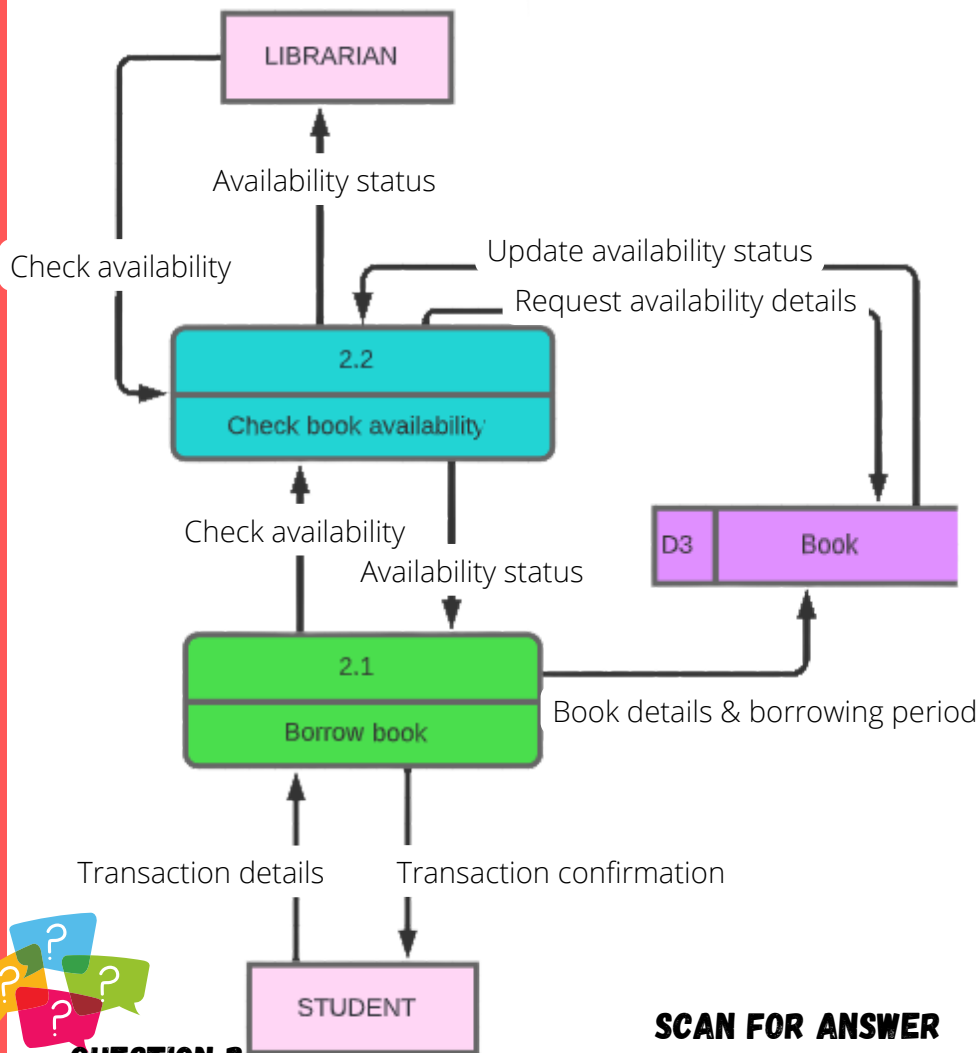 LIBRARIAN
Availability status
Update availability status
Check availability
Request availability details
2.2
Check book availability
Check availability
D3
Book
Availability status
2.1
Book details & borrowing period
Borrow book
Transaction details
Transaction confirmation
?
?
?
?
STUDENT
SCAN FOR ANSWER